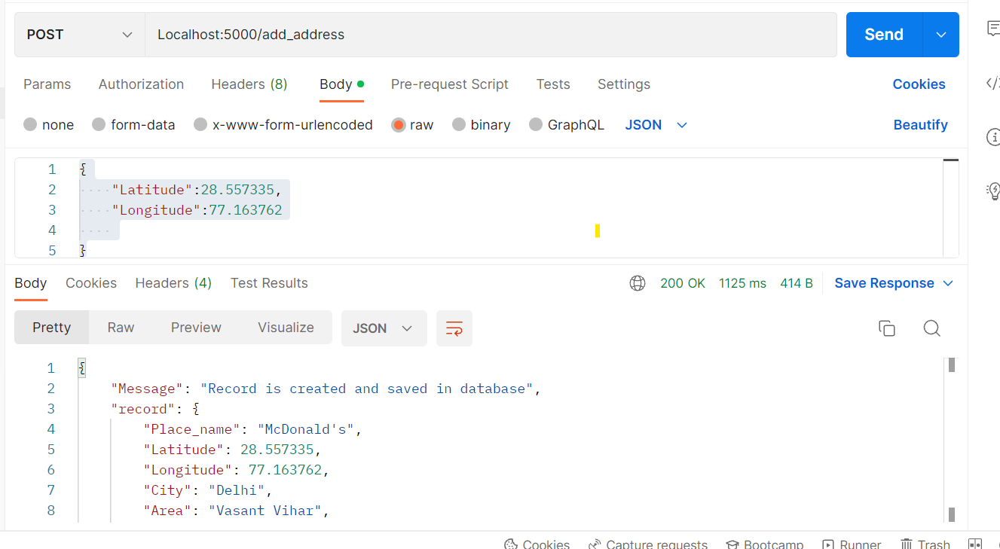 POST Localhost:5000/add_address Send
Params Authorization Headers (8) Body Pre-request Script Tests Settings Cookies
none form-data x-www-form-urlencoded raw binary GraphQL JSON Beautify
1 {
2 "Latitude":28.557335,
3 "Longitude":77.163762
4
5 }
Body Cookies Headers (4) Test Results 200 OK 1125 ms 414 B Save Response
Pretty Raw Preview Visualize JSON
1 {
2 "Message": "Record is created and saved in database",
3 "record": {
4 "Place_name": "McDonald's",
5 "Latitude": 28.557335,
6 "Longitude": 77.163762,
7 "City": "Delhi",
8 "Area": "Vasant Vihar",
Cookies Capture requests Bootcamp Runner Trash